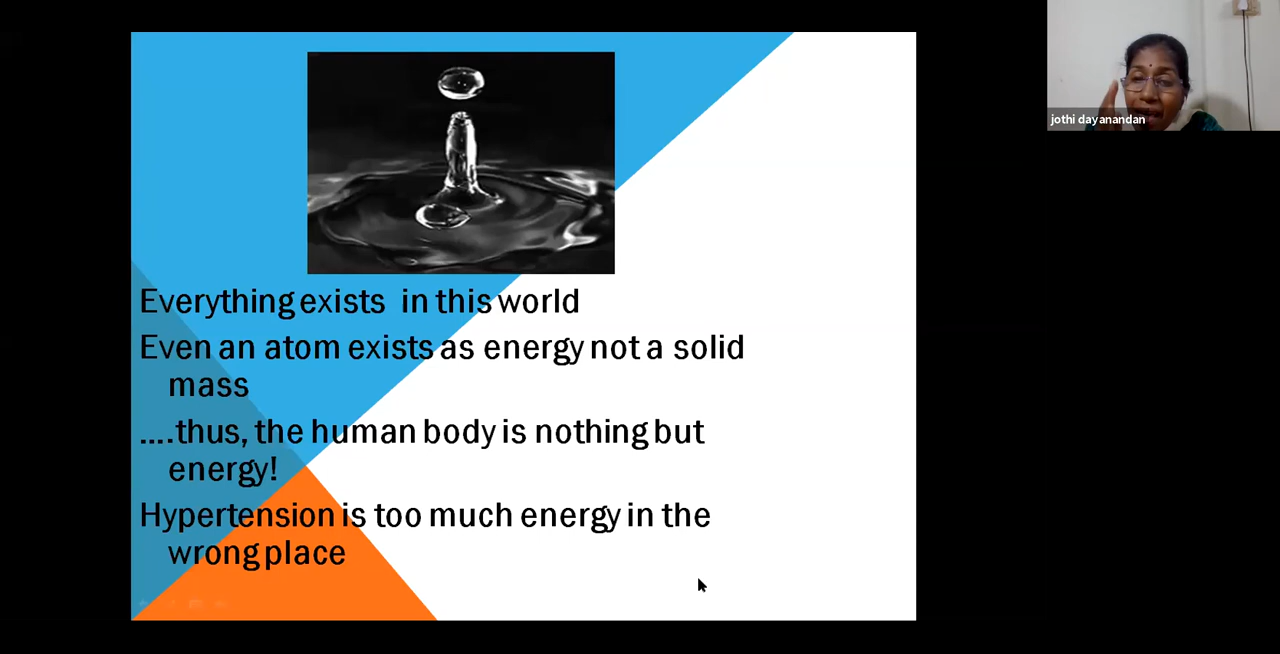 Everything exists in this world
Even an atom exists as energy not a solid
mass
....thus, the human body is nothing but
energy!
Hypertension is too much energy in the
wrong place
jothi dayanandan